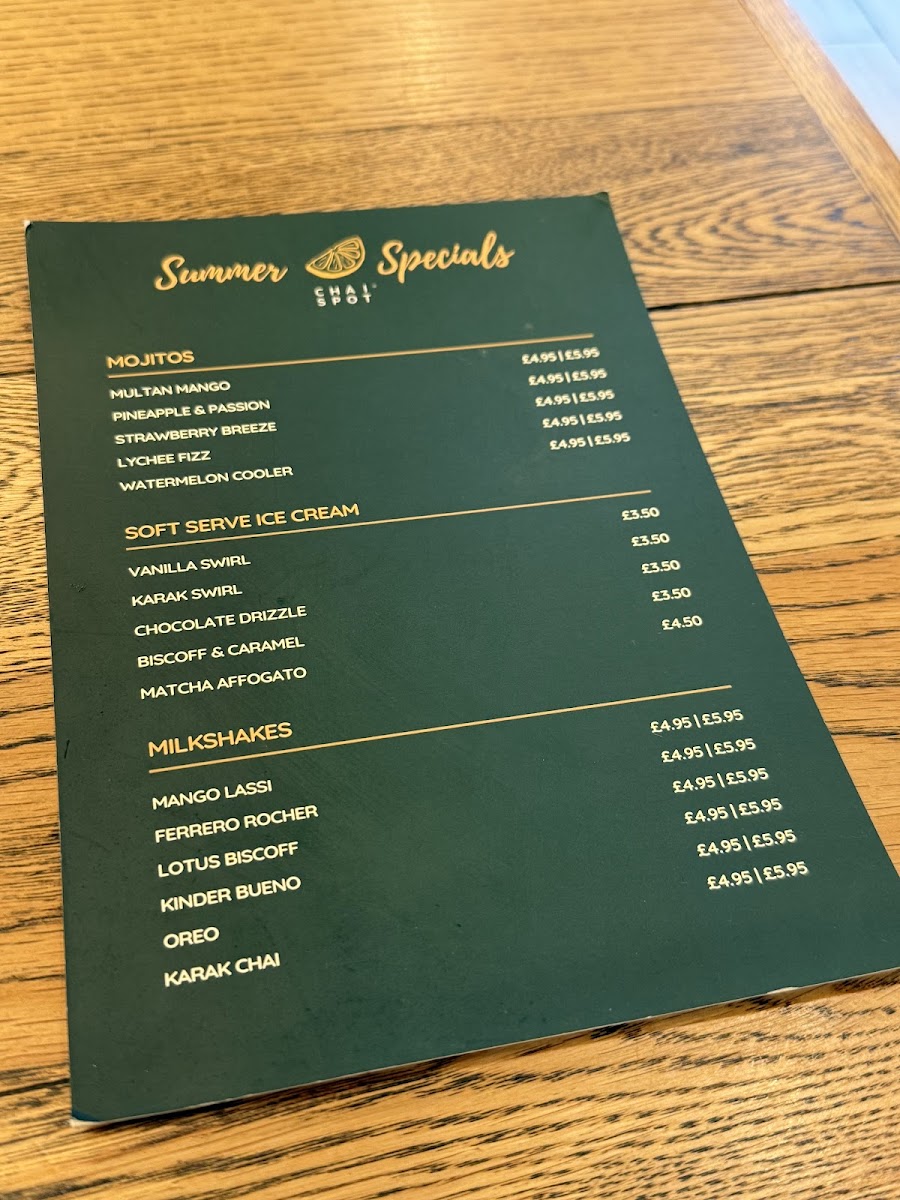 Summer Specials
CHAI
SPOT
MOJITOS
MULTAN MANGO £4.95 | £5.95
PINEAPPLE & PASSION £4.95 | £5.95
STRAWBERRY BREEZE £4.95 | £5.95
LYCHEE FIZZ £4.95 | £5.95
WATERMELON COOLER £4.95 | £5.95
SOFT SERVE ICE CREAM
VANILLA SWIRL £3.50
KARAK SWIRL £3.50
CHOCOLATE DRIZZLE £3.50
BISCOFF & CARAMEL £3.50
MATCHA AFFOGATO £4.50
MILKSHAKES
MANGO LASSI £4.95 | £5.95
FERRERO ROCHER £4.95 | £5.95
LOTUS BISCOFF £4.95 | £5.95
KINDER BUENO £4.95 | £5.95
OREO £4.95 | £5.95
KARAK CHAI £4.95 | £5.95